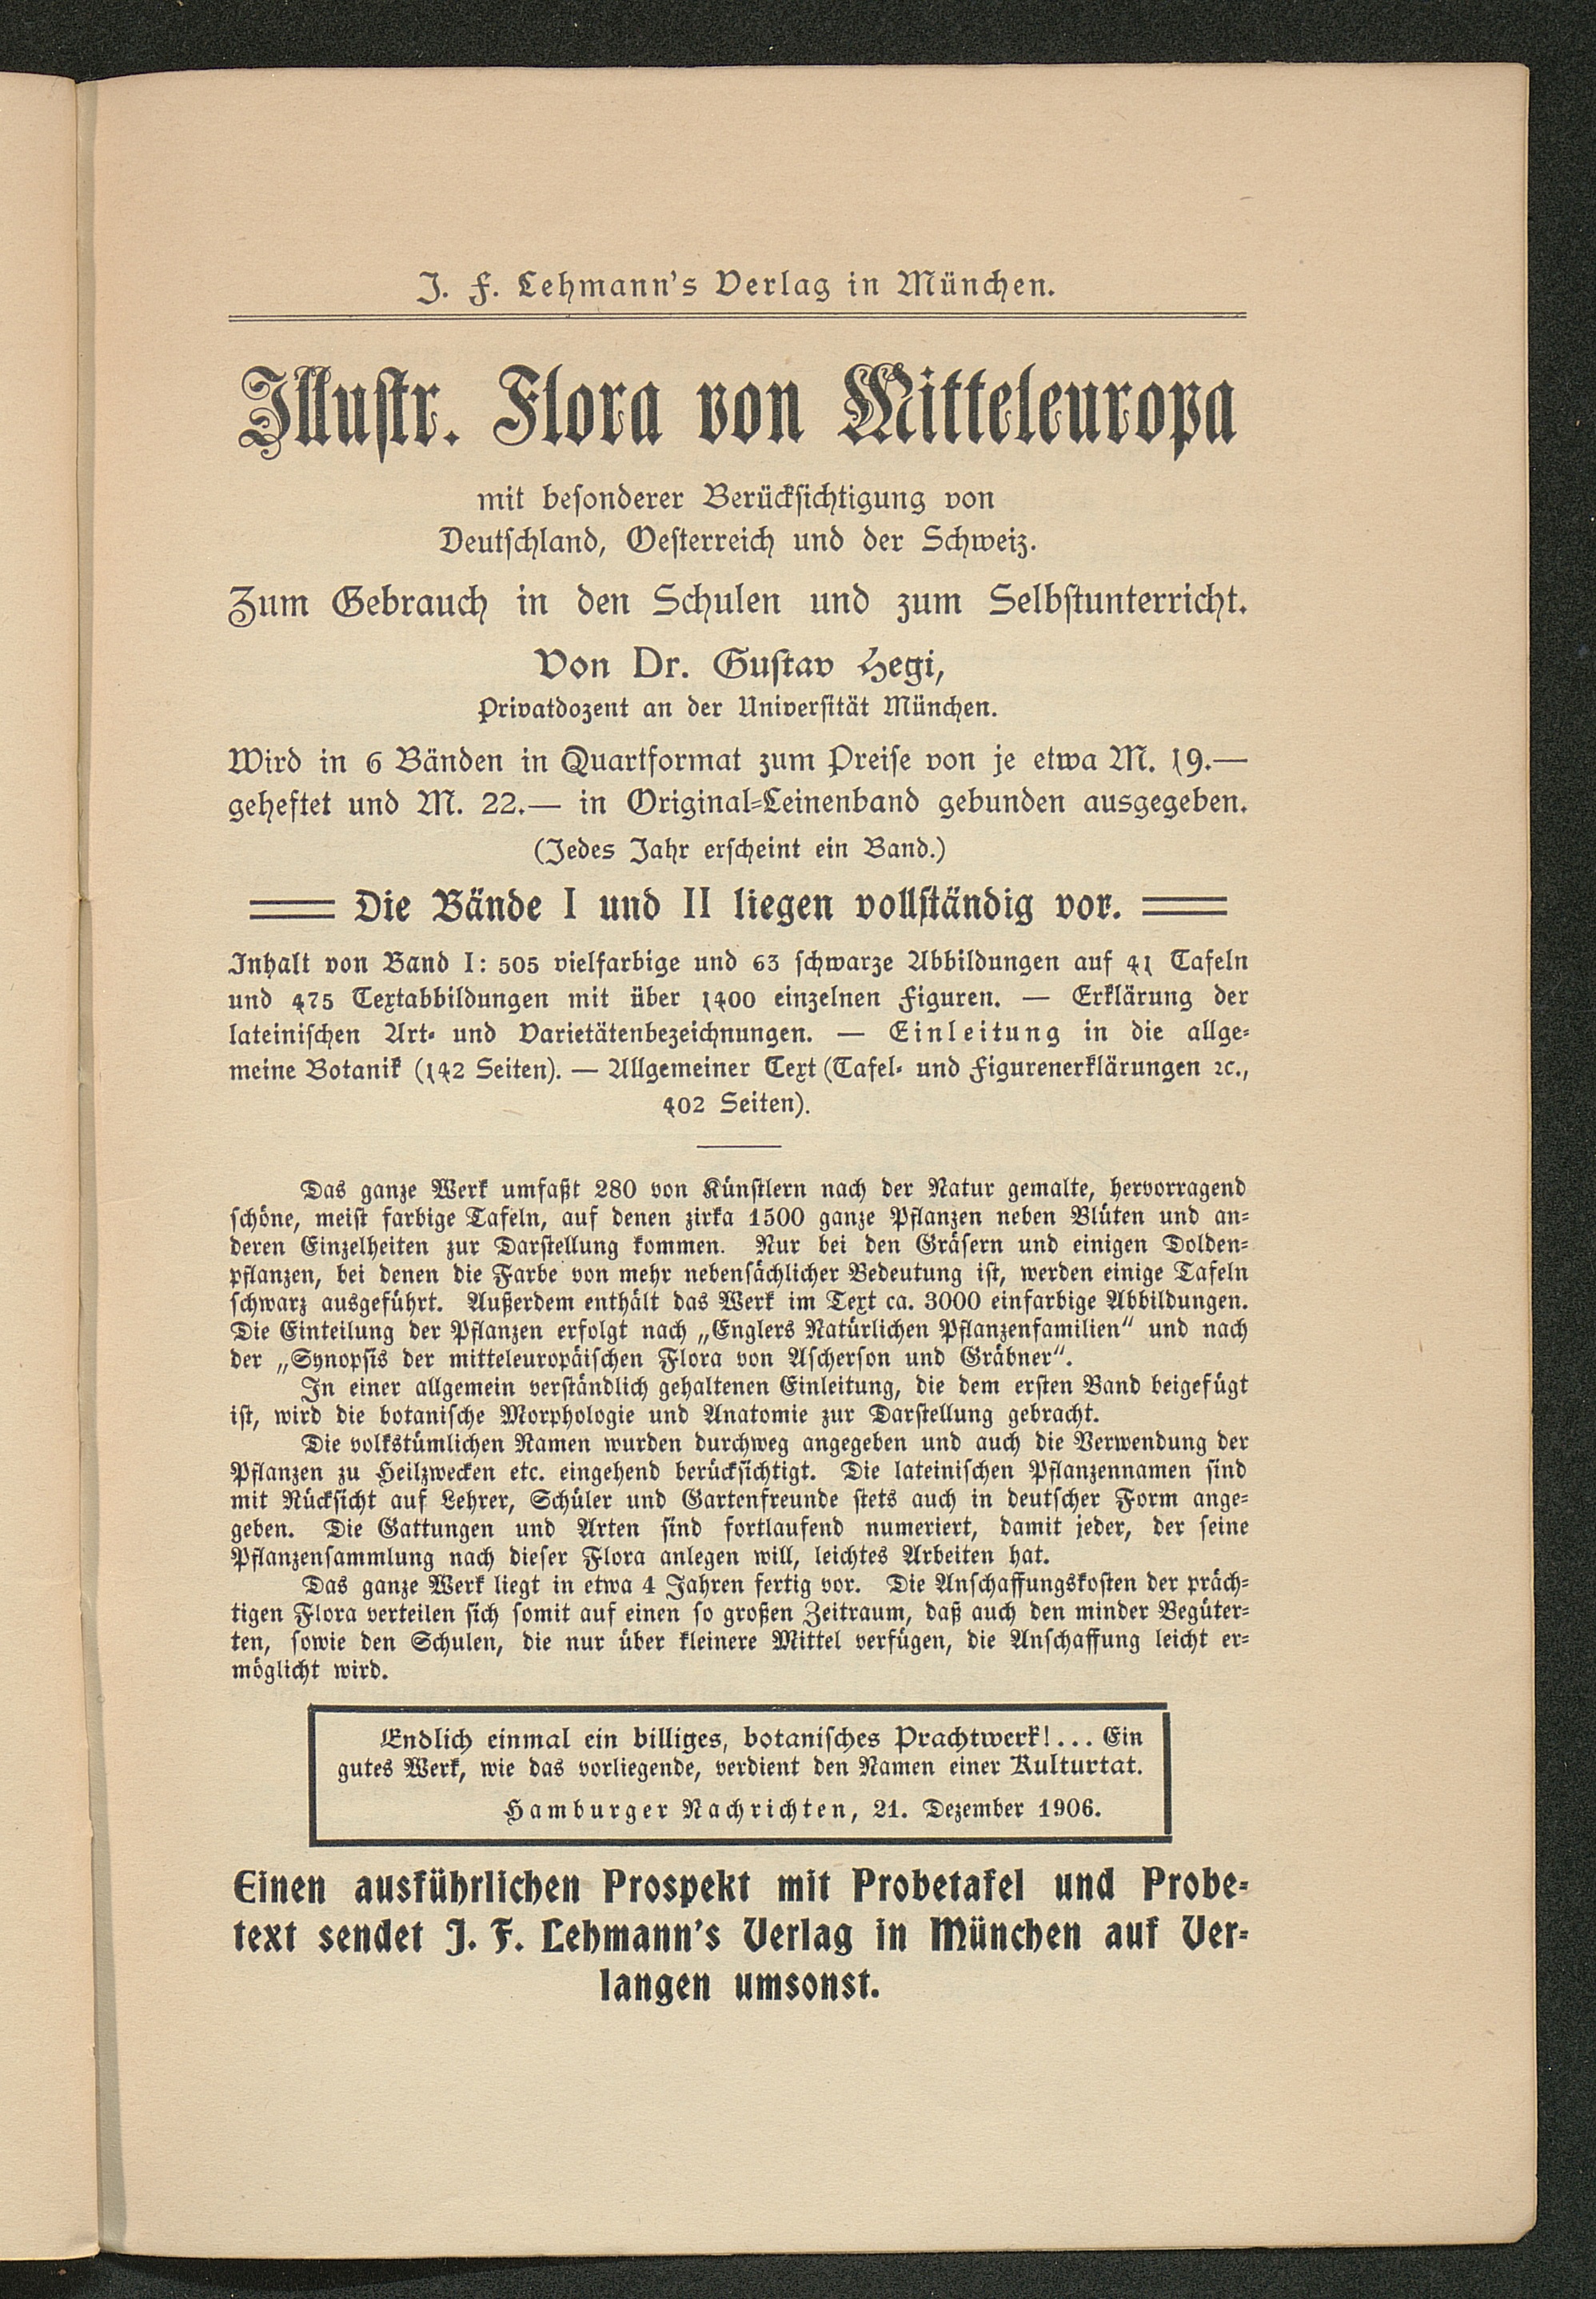 J. F. Lehmann's Verlag in München.
Illustr. Flora von Mitteleuropa
mit besonderer Berücksichtigung von
Deutschland, Oesterreich und der Schweiz.
Zum Gebrauch in den Schulen und zum Selbstunterricht.
Von Dr. Gustav Hegi,
Privatdozent an der Universität München.
Wird in 6 Bänden in Quartformat zum Preise von je etwa M. 19.—
geheftet und M. 22.— in Original-Leinenband gebunden ausgegeben.
(Jedes Jahr erscheint ein Band.)
Die Bände I und II liegen vollständig vor.
Inhalt von Band I: 505 vielfarbige und 63 schwarze Abbildungen auf 41 Tafeln
und 475 Textabbildungen mit über 1400 einzelnen Figuren. — Erklärung der
lateinischen Art- und Varietätenbezeichnungen. — Einleitung in die allge-
meine Botanik (142 Seiten). — Allgemeiner Text (Tafel- und Figurenerklärungen ꝛc.,
402 Seiten).
Das ganze Werk umfaßt 280 von Künstlern nach der Natur gemalte, hervorragend
schöne, meist farbige Tafeln, auf denen zirka 1500 ganze Pflanzen neben Blüten und an-
deren Einzelheiten zur Darstellung kommen. Nur bei den Gräsern und einigen Dolden-
pflanzen, bei denen die Farbe von mehr nebensächlicher Bedeutung ist, werden einige Tafeln
schwarz ausgeführt. Außerdem enthält das Werk im Text ca. 3000 einfarbige Abbildungen.
Die Einteilung der Pflanzen erfolgt nach „Englers Natürlichen Pflanzenfamilien“ und nach
der „Synopsis der mitteleuropäischen Flora von Ascherson und Gräbner“.
In einer allgemein verständlich gehaltenen Einleitung, die dem ersten Band beigefügt
ist, wird die botanische Morphologie und Anatomie zur Darstellung gebracht.
Die volkstümlichen Namen wurden durchweg angegeben und auch die Verwendung der
Pflanzen zu Heilzwecken etc. eingehend berücksichtigt. Die lateinischen Pflanzennamen sind
mit Rücksicht auf Lehrer, Schüler und Gartenfreunde stets auch in deutscher Form ange-
geben. Die Gattungen und Arten sind fortlaufend numeriert, damit jeder, der seine
Pflanzensammlung nach dieser Flora anlegen will, leichtes Arbeiten hat.
Das ganze Werk liegt in etwa 4 Jahren fertig vor. Die Anschaffungskosten der präch-
tigen Flora verteilen sich somit auf einen so großen Zeitraum, daß auch den minder Begüter-
ten, sowie den Schulen, die nur über kleinere Mittel verfügen, die Anschaffung leicht er-
möglicht wird.
Endlich einmal ein billiges, botanisches Prachtwerk!... Ein
gutes Werk, wie das vorliegende, verdient den Namen einer Kulturtat.
Hamburger Nachrichten, 21. Dezember 1906.
Einen ausführlichen Prospekt mit Probetafel und Probe-
text sendet J. F. Lehmann's Verlag in München auf Ver-
langen umsonst.